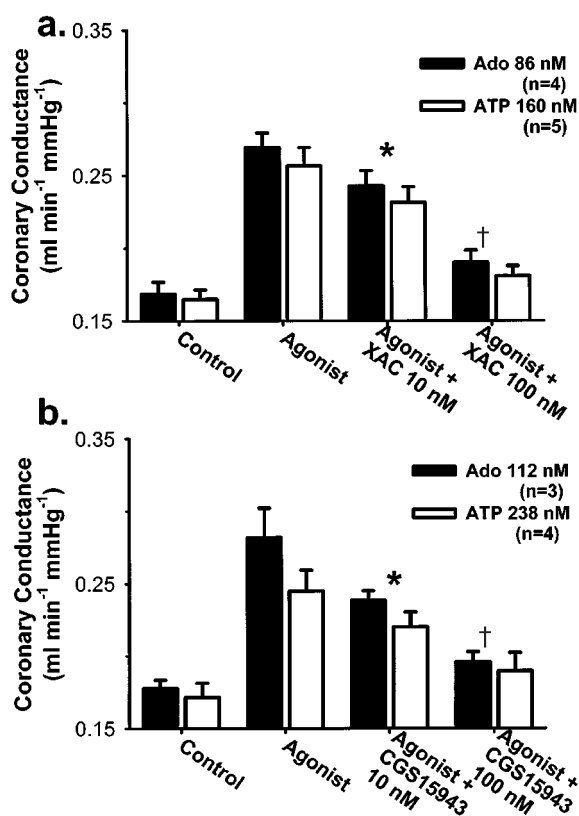 a.
0.35
0.25
0.15
Coronary Conductance
(ml min⁻¹ mmHg⁻¹)
Ado 86 nM
(n=4)
ATP 160 nM
(n=5)
*
†
Control
Agonist
Agonist +
XAC 10 nM
Agonist +
XAC 100 nM
b.
0.35
0.25
0.15
Coronary Conductance
(ml min⁻¹ mmHg⁻¹)
Ado 112 nM
(n=3)
ATP 238 nM
(n=4)
*
†
Control
Agonist
Agonist +
CGS15943
10 nM
Agonist +
CGS15943
100 nM